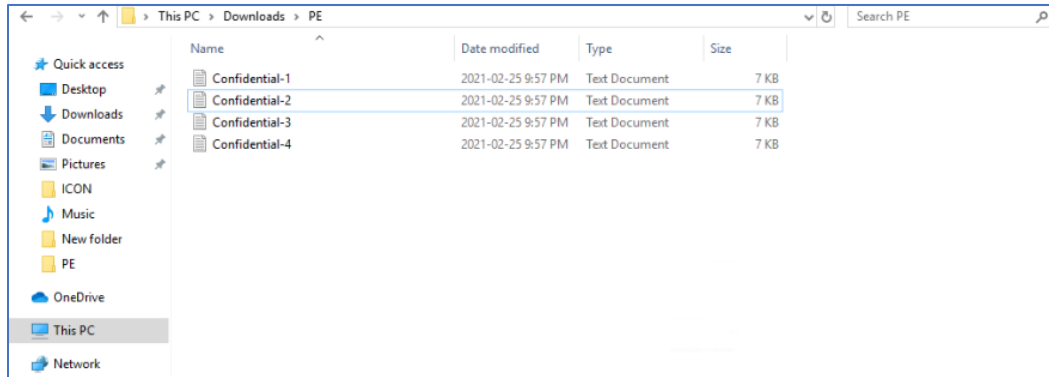 This PC > Downloads > PE
Search PE
Name Date modified Type Size
Quick access
Desktop
Downloads
Documents
Pictures
ICON
Music
New folder
PE
OneDrive
This PC
Network
Confidential-1 2021-02-25 9:57 PM Text Document 7 KB
Confidential-2 2021-02-25 9:57 PM Text Document 7 KB
Confidential-3 2021-02-25 9:57 PM Text Document 7 KB
Confidential-4 2021-02-25 9:57 PM Text Document 7 KB